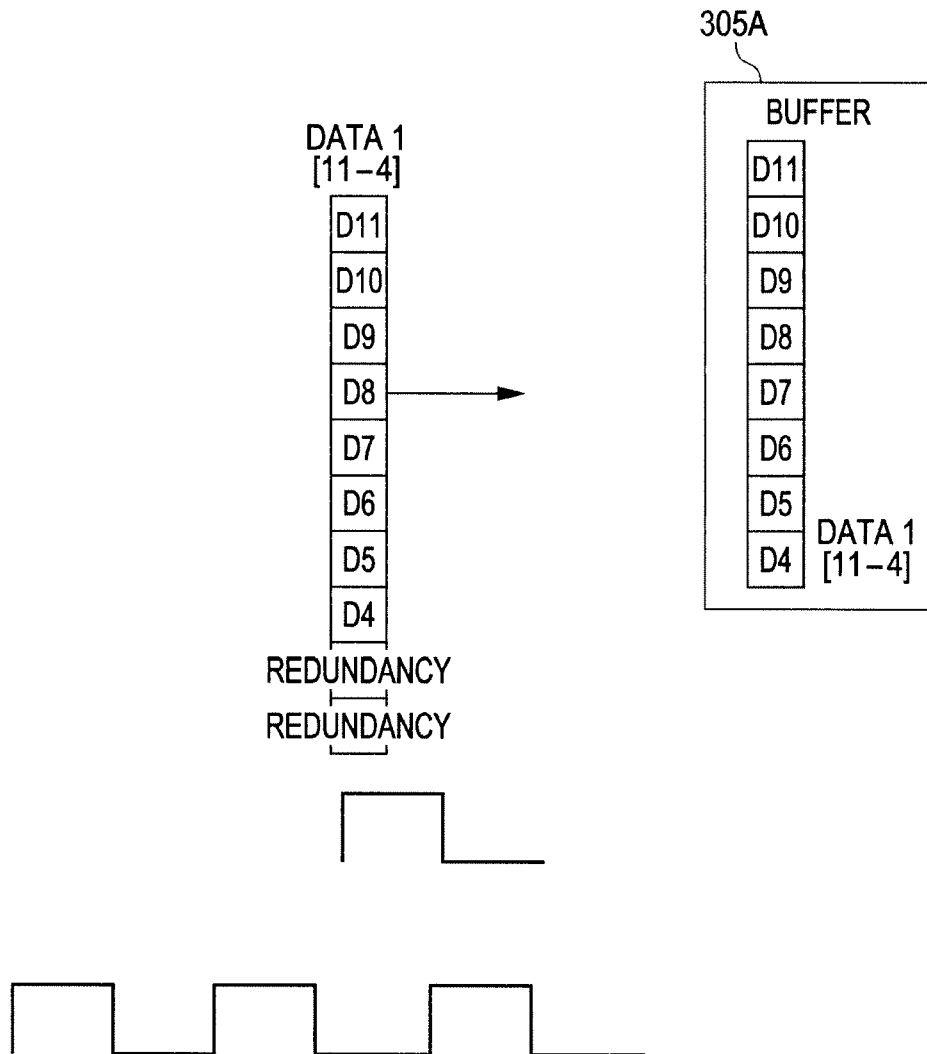 305A
BUFFER
D11
D10
D9
D8
D7
D6
D5
D4
DATA 1
[11–4]
DATA 1
[11–4]
D11
D10
D9
D8
D7
D6
D5
D4
REDUNDANCY
REDUNDANCY